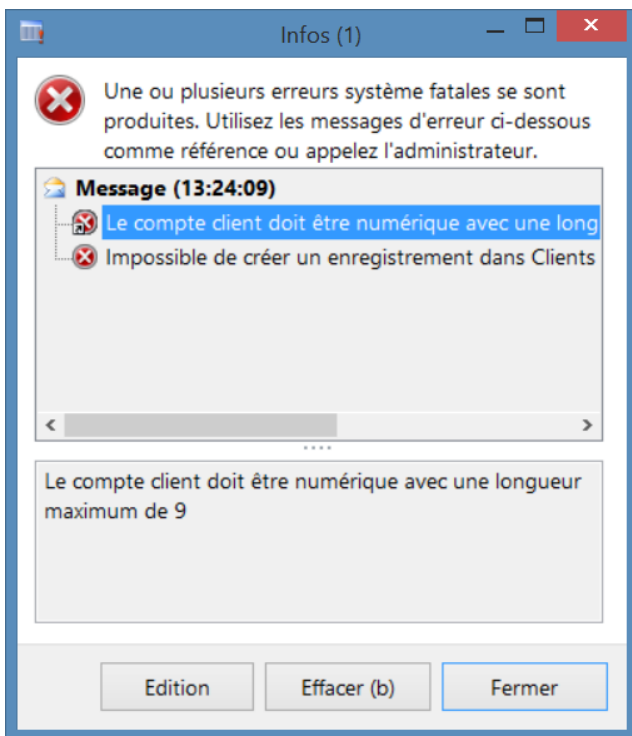 Infos (1)
Une ou plusieurs erreurs système fatales se sont
produites. Utilisez les messages d'erreur ci-dessous
comme référence ou appelez l'administrateur.
Message (13:24:09)
Le compte client doit être numérique avec une long
Impossible de créer un enregistrement dans Clients
Le compte client doit être numérique avec une longueur
maximum de 9
Edition
Effacer (b)
Fermer